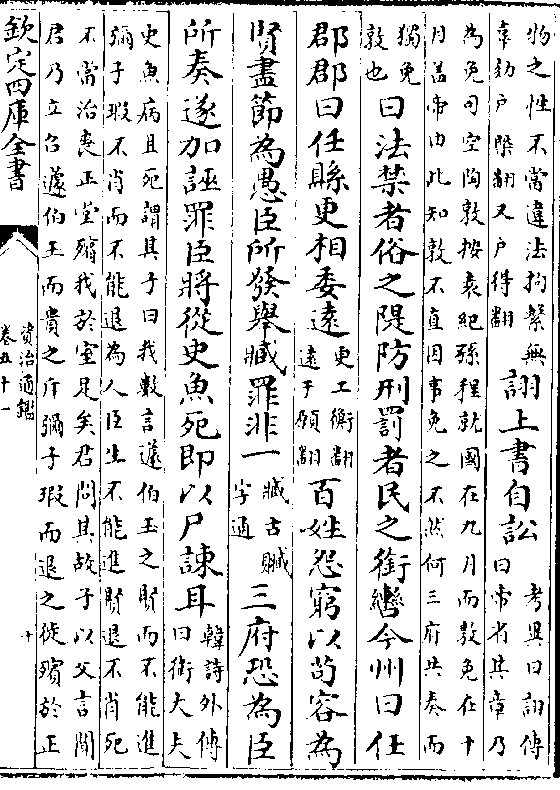 物之性不當違法拘繫無
辜劾戶槩翻又戶得翻
詡上書自訟
考異曰詡傳
曰帝省其章乃
為免司空陶敦按袁紀孫程就國在九月而敦免在十
月葢帝由此知敦不直因事免之不然何三府共奏而
獨免
敦也
曰法禁者俗之隄防刑罰者民之銜轡今州曰任
郡郡曰任縣更相委遠
更工衡翻
遠于願翻
百姓怨窮以苟容為
賢盡節為愚臣所發舉臧罪非一
臧古贓
字通
三府恐為臣
所奏遂加誣罪臣將從史魚死即以尸諫耳
韓詩外傳
曰衛大夫
史魚病且死謂其子曰我數言蘧伯玉之賢而不能進
彌子瑕不肖而不能退為人臣生不能進賢退不肖死
不當治喪正堂殯我於室足矣君問其故子以父言聞
君乃立召蘧伯玉而貴之斥彌子瑕而退之徙殯於正
欽定四庫全書
資治通鑑
卷五十一
十